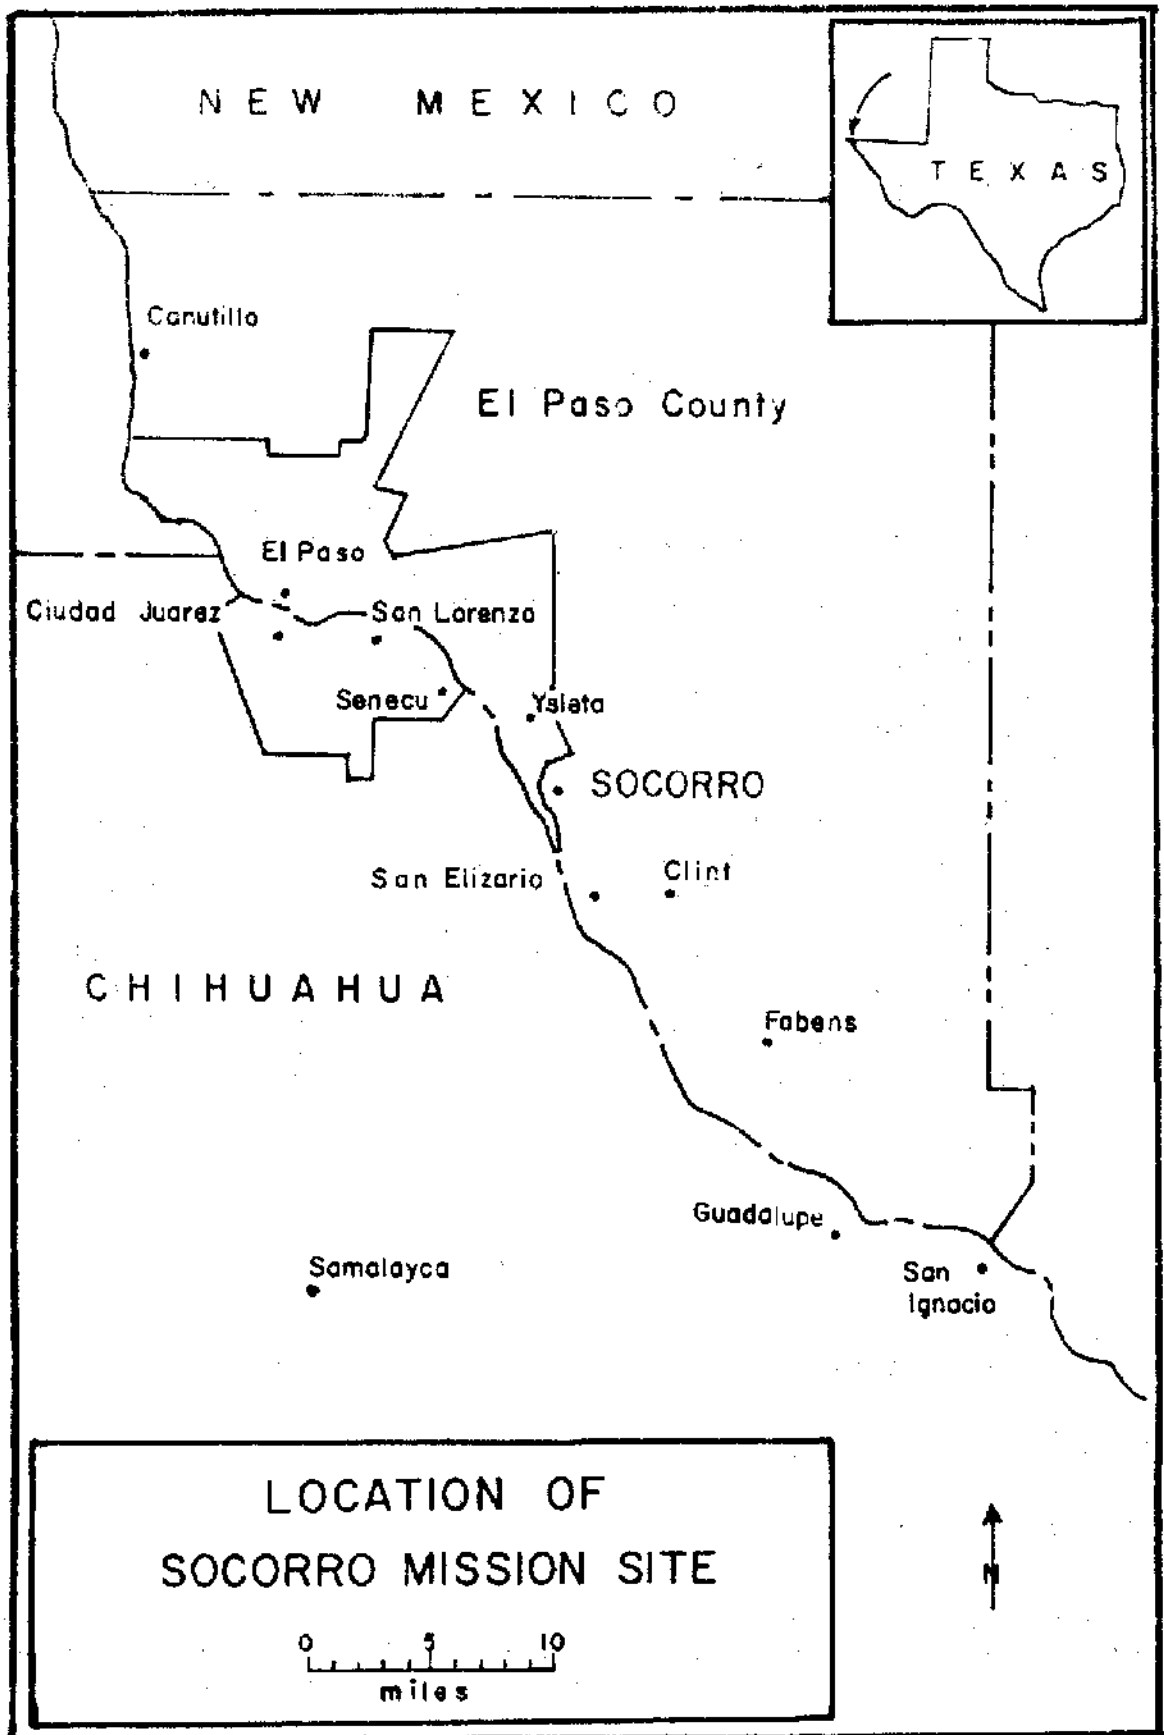 NEW MEXICO
TEXAS
Canutillo
El Paso County
El Paso
Ciudad Juarez
San Lorenzo
Senecu
Ysleta
SOCORRO
San Elizario
Clint
CHIHUAHUA
Fabens
Guadalupe
Samalayca
San
Ignacio
LOCATION OF
SOCORRO MISSION SITE
N
0 5 10
miles